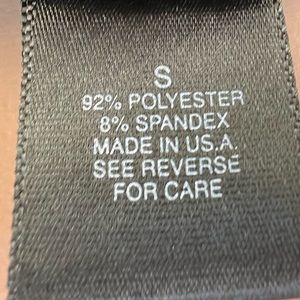 S
92% POLYESTER
8% SPANDEX
MADE IN U.S.A.
SEE REVERSE
FOR CARE